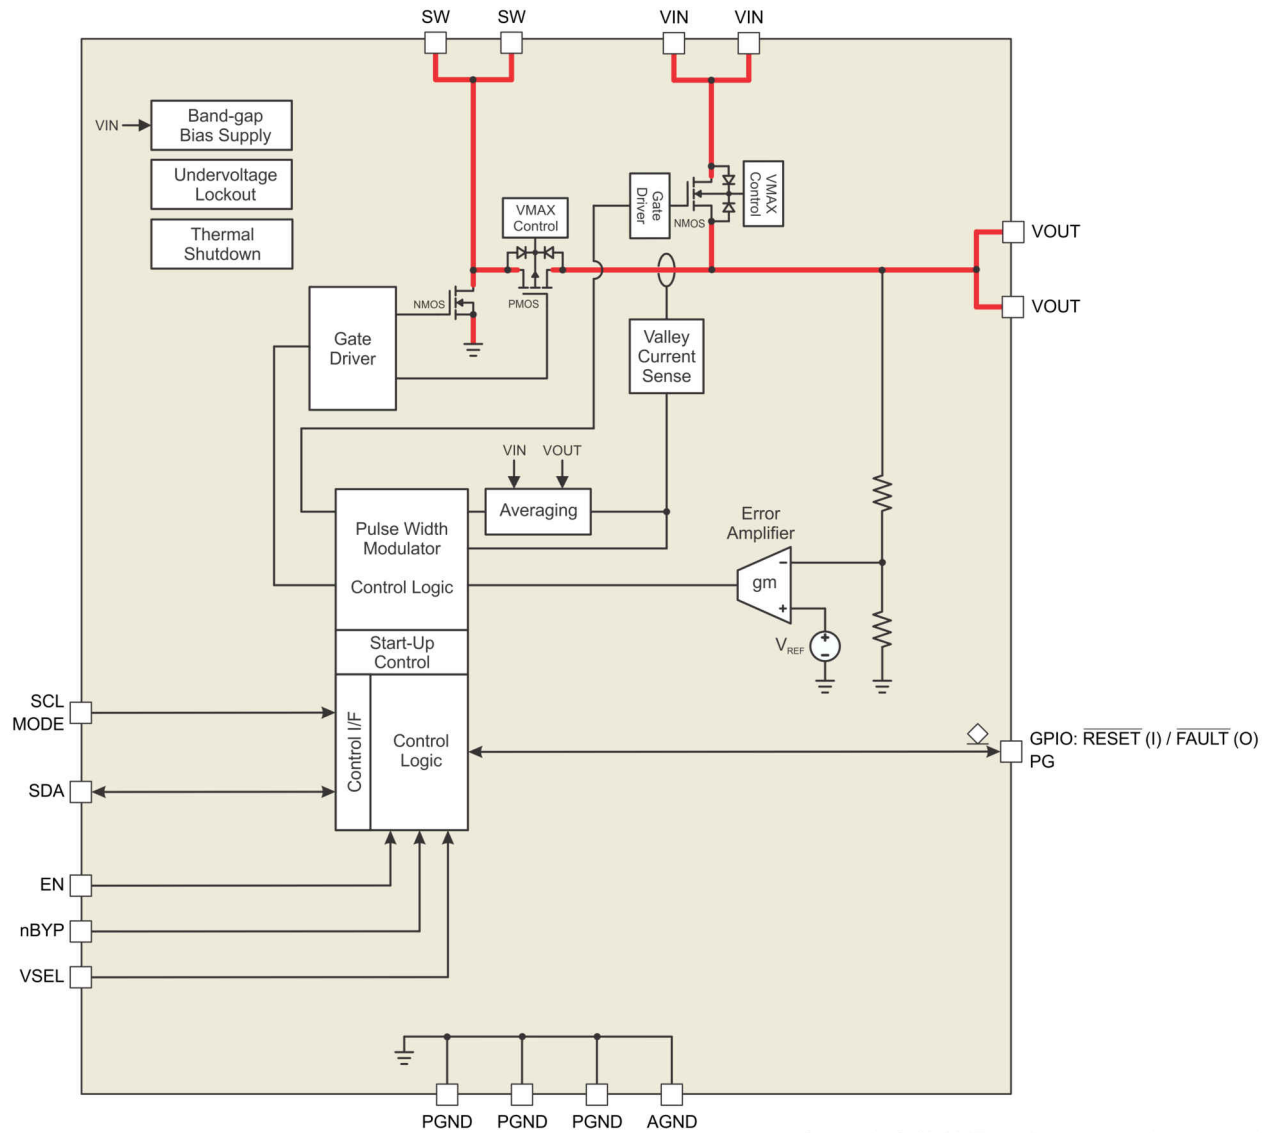 SW
SW
VIN
VIN
VIN
Band-gap
Bias Supply
Undervoltage
Lockout
Thermal
Shutdown
VMAX
Control
Gate
Driver
NMOS
VMAX
Control
VOUT
VOUT
NMOS
PMOS
Gate
Driver
Valley
Current
Sense
VIN
VOUT
Averaging
Pulse Width
Modulator
Control Logic
Error
Amplifier
gm
−
+
VREF
+
−
Start-Up
Control
Control I/F
Control
Logic
SCL
MODE
SDA
EN
nBYP
VSEL
GPIO: RESET (I) / FAULT (O)
PG
PGND
PGND
PGND
AGND